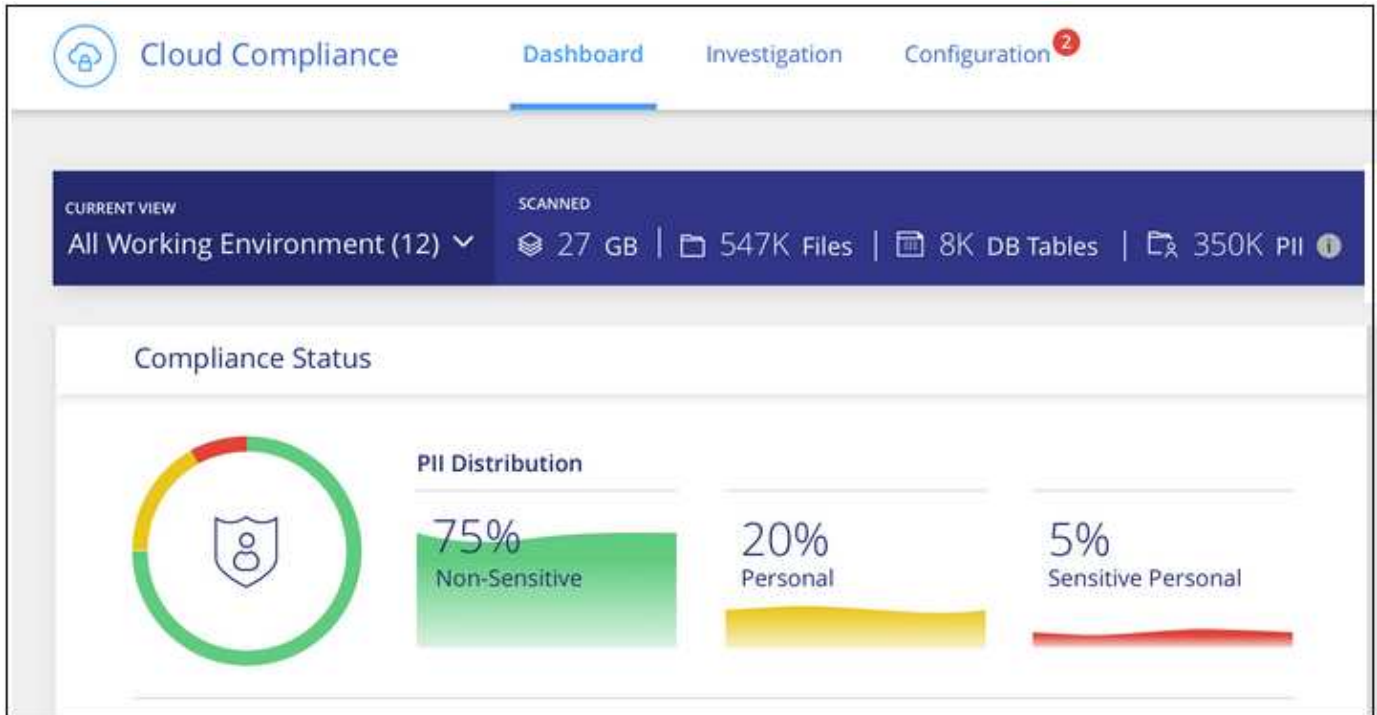 Cloud Compliance Dashboard Investigation Configuration 2
CURRENT VIEW
All Working Environment (12)
SCANNED
27 GB | 547K Files | 8K DB Tables | 350K PII i
Compliance Status
PII Distribution
75%
Non-Sensitive
20%
Personal
5%
Sensitive Personal